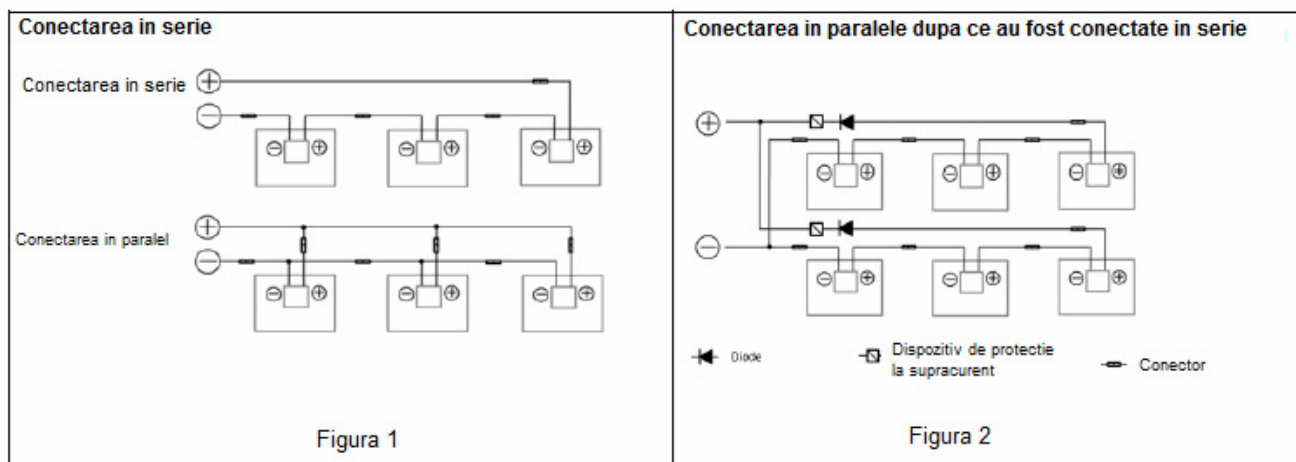 Conectarea in serie
Conectarea in serie
Conectarea in paralel
Figura 1
Conectarea in paralele dupa ce au fost conectate in serie
Diode
Dispozitiv de protectie
la supracurent
Conector
Figura 2